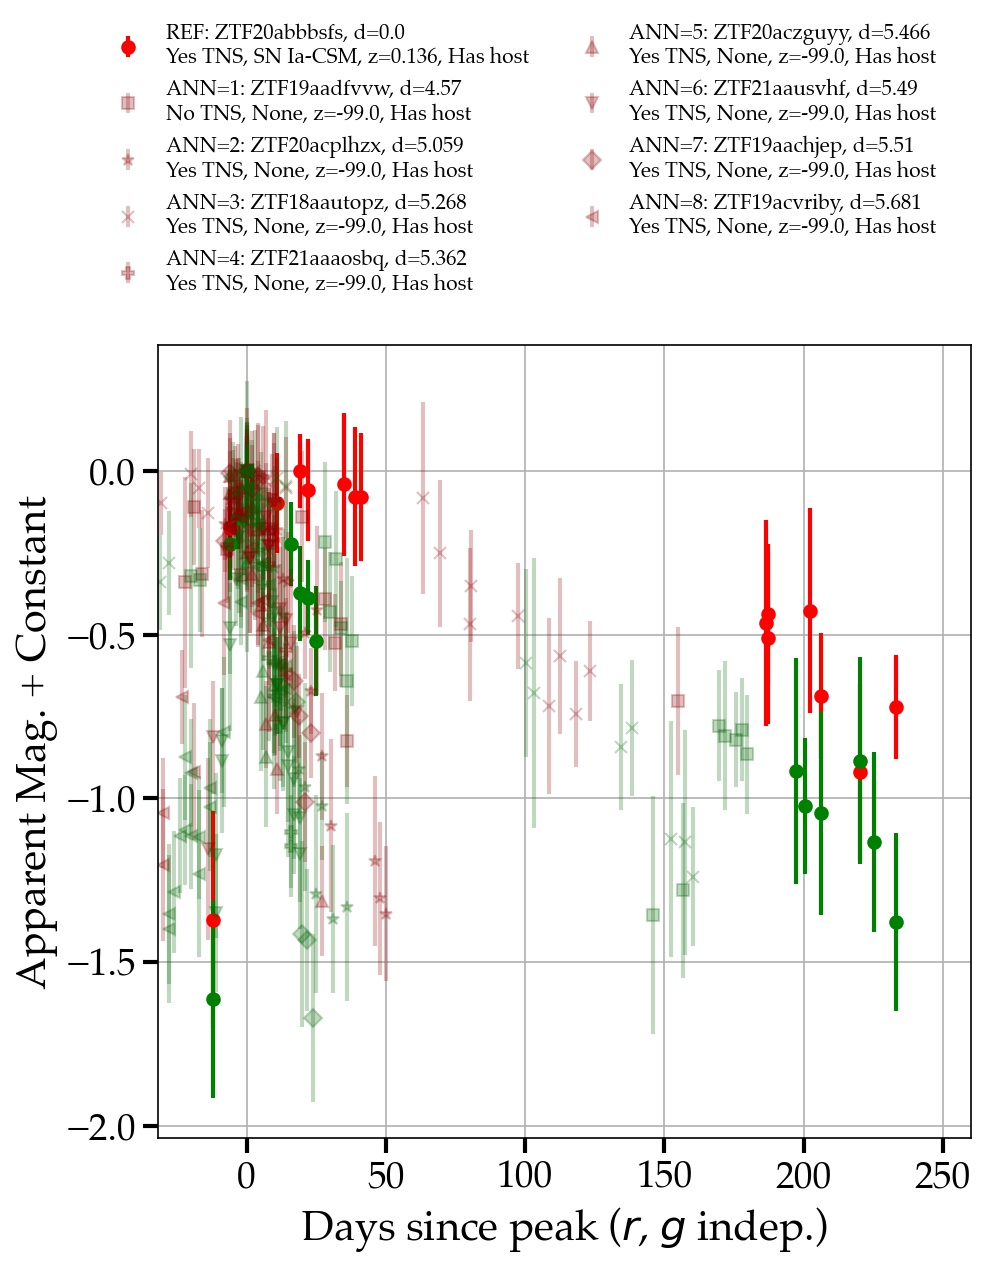 REF: ZTF20abbbsfs, d=0.0
Yes TNS, SN Ia-CSM, z=0.136, Has host
ANN=1: ZTF19aadfvvw, d=4.57
No TNS, None, z=-99.0, Has host
ANN=2: ZTF20acplhzx, d=5.059
Yes TNS, None, z=-99.0, Has host
ANN=3: ZTF18aautopz, d=5.268
Yes TNS, None, z=-99.0, Has host
ANN=4: ZTF21aaaosbq, d=5.362
Yes TNS, None, z=-99.0, Has host
ANN=5: ZTF20aczguyy, d=5.466
Yes TNS, None, z=-99.0, Has host
ANN=6: ZTF21aausvhf, d=5.49
Yes TNS, None, z=-99.0, Has host
ANN=7: ZTF19aachjep, d=5.51
Yes TNS, None, z=-99.0, Has host
ANN=8: ZTF19acvriby, d=5.681
Yes TNS, None, z=-99.0, Has host
Apparent Mag. + Constant
0.0
−0.5
−1.0
−1.5
−2.0
0 50 100 150 200 250
Days since peak (r, g indep.)